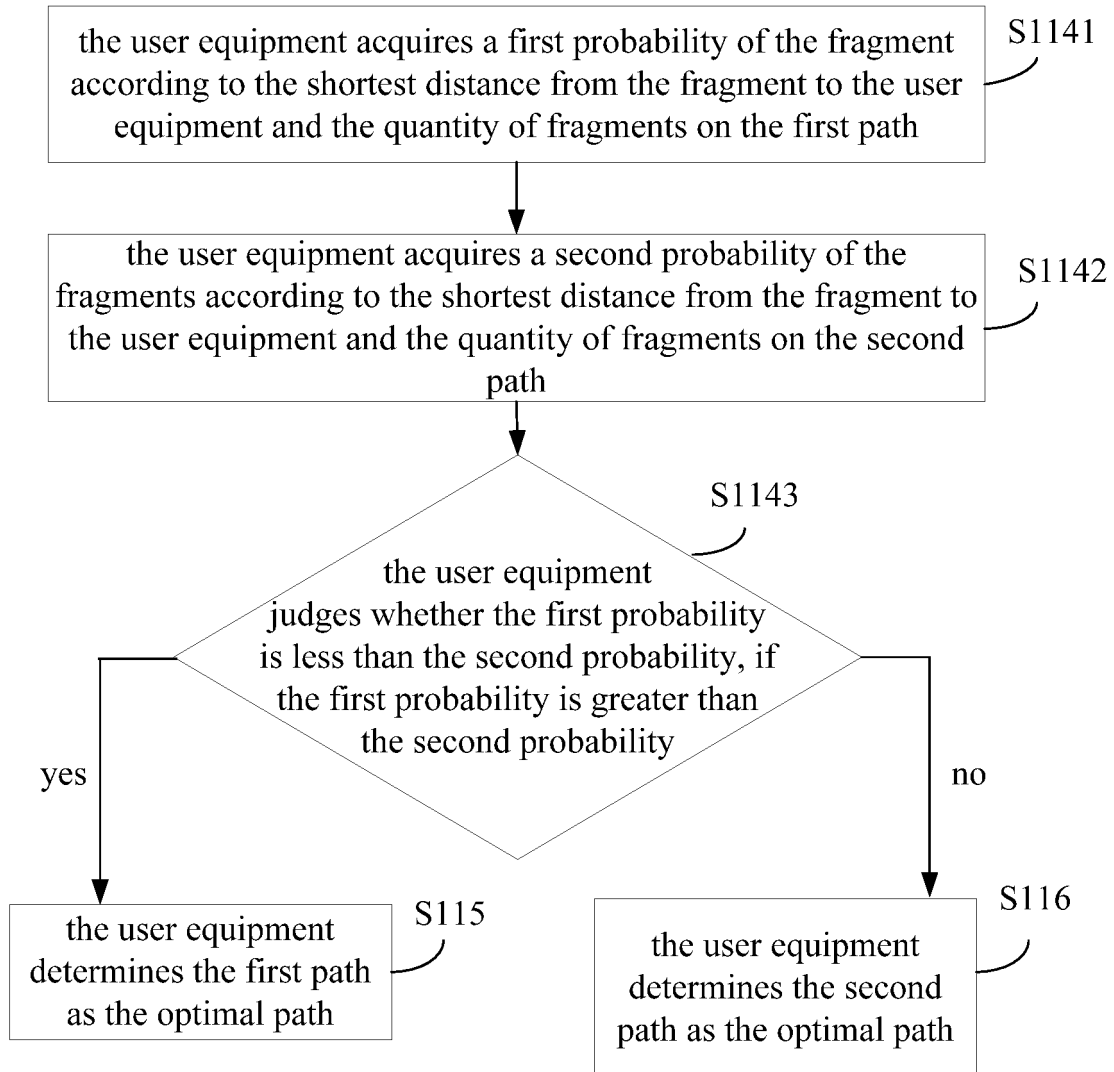 the user equipment acquires a first probability of the fragment
according to the shortest distance from the fragment to the user
equipment and the quantity of fragments on the first path
S1141
the user equipment acquires a second probability of the
fragments according to the shortest distance from the fragment to
the user equipment and the quantity of fragments on the second
path
S1142
S1143
the user equipment
judges whether the first probability
is less than the second probability, if
the first probability is greater than
the second probability
yes
no
the user equipment
determines the first path
as the optimal path
S115
the user equipment
determines the second
path as the optimal path
S116